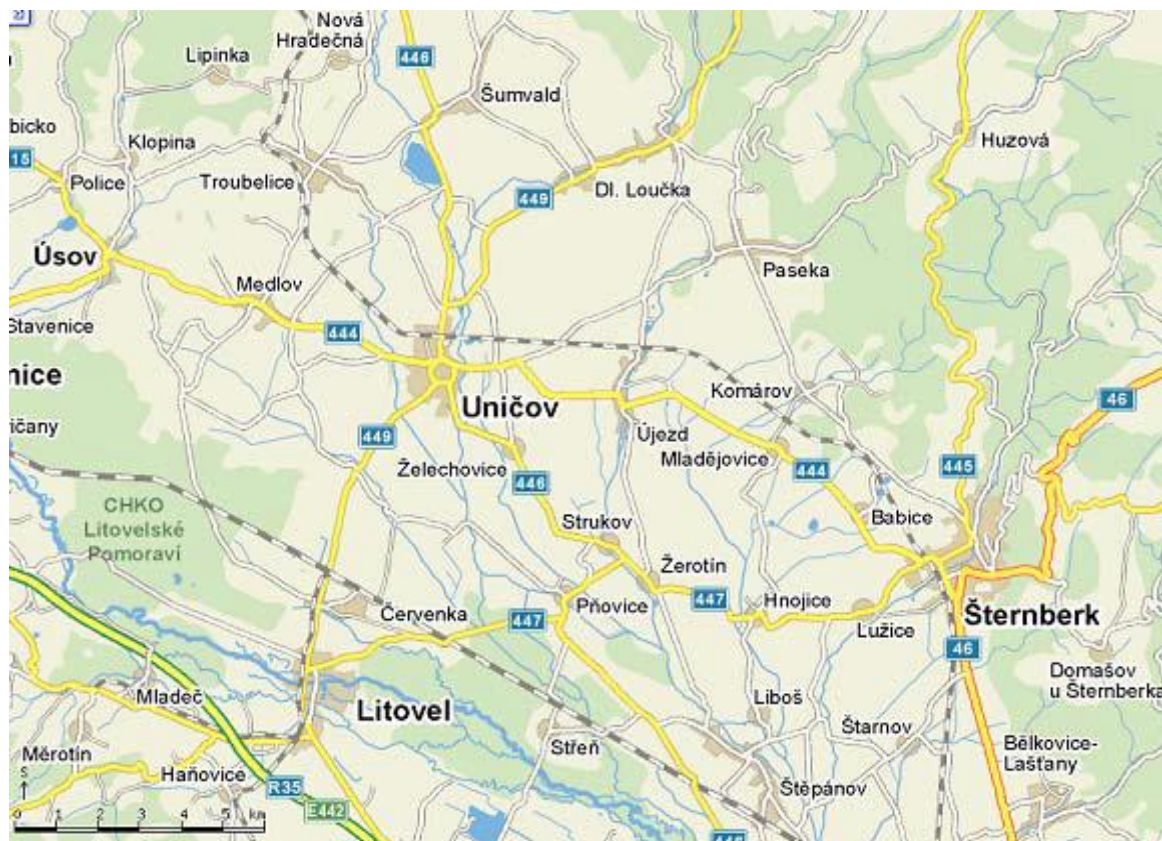 Nová
Hradečná
Lipinka
446
Šumvald
bicko
Klopina
Huzová
15
Police
Troubelice
449
Dl. Loučka
Úsov
Medlov
Paseka
Stavenice
444
nice
Komárov
46
Uničov
ičany
449
Újezd
Mladějovice
Želechovice
444
445
446
CHKO
Litovelské
Pomoraví
Strukov
Babice
Žerotín
Červenka
Pňovice
447
Hnojice
447
Lužice
Šternberk
46
Mladeč
Domašov
u Šternberka
Litovel
Liboš
Štarnov
Měrotín
Střeň
Bělkovice-
Lašťany
Haňovice
Štěpánov
S
R35
E442
0 1 2 3 4 5 km